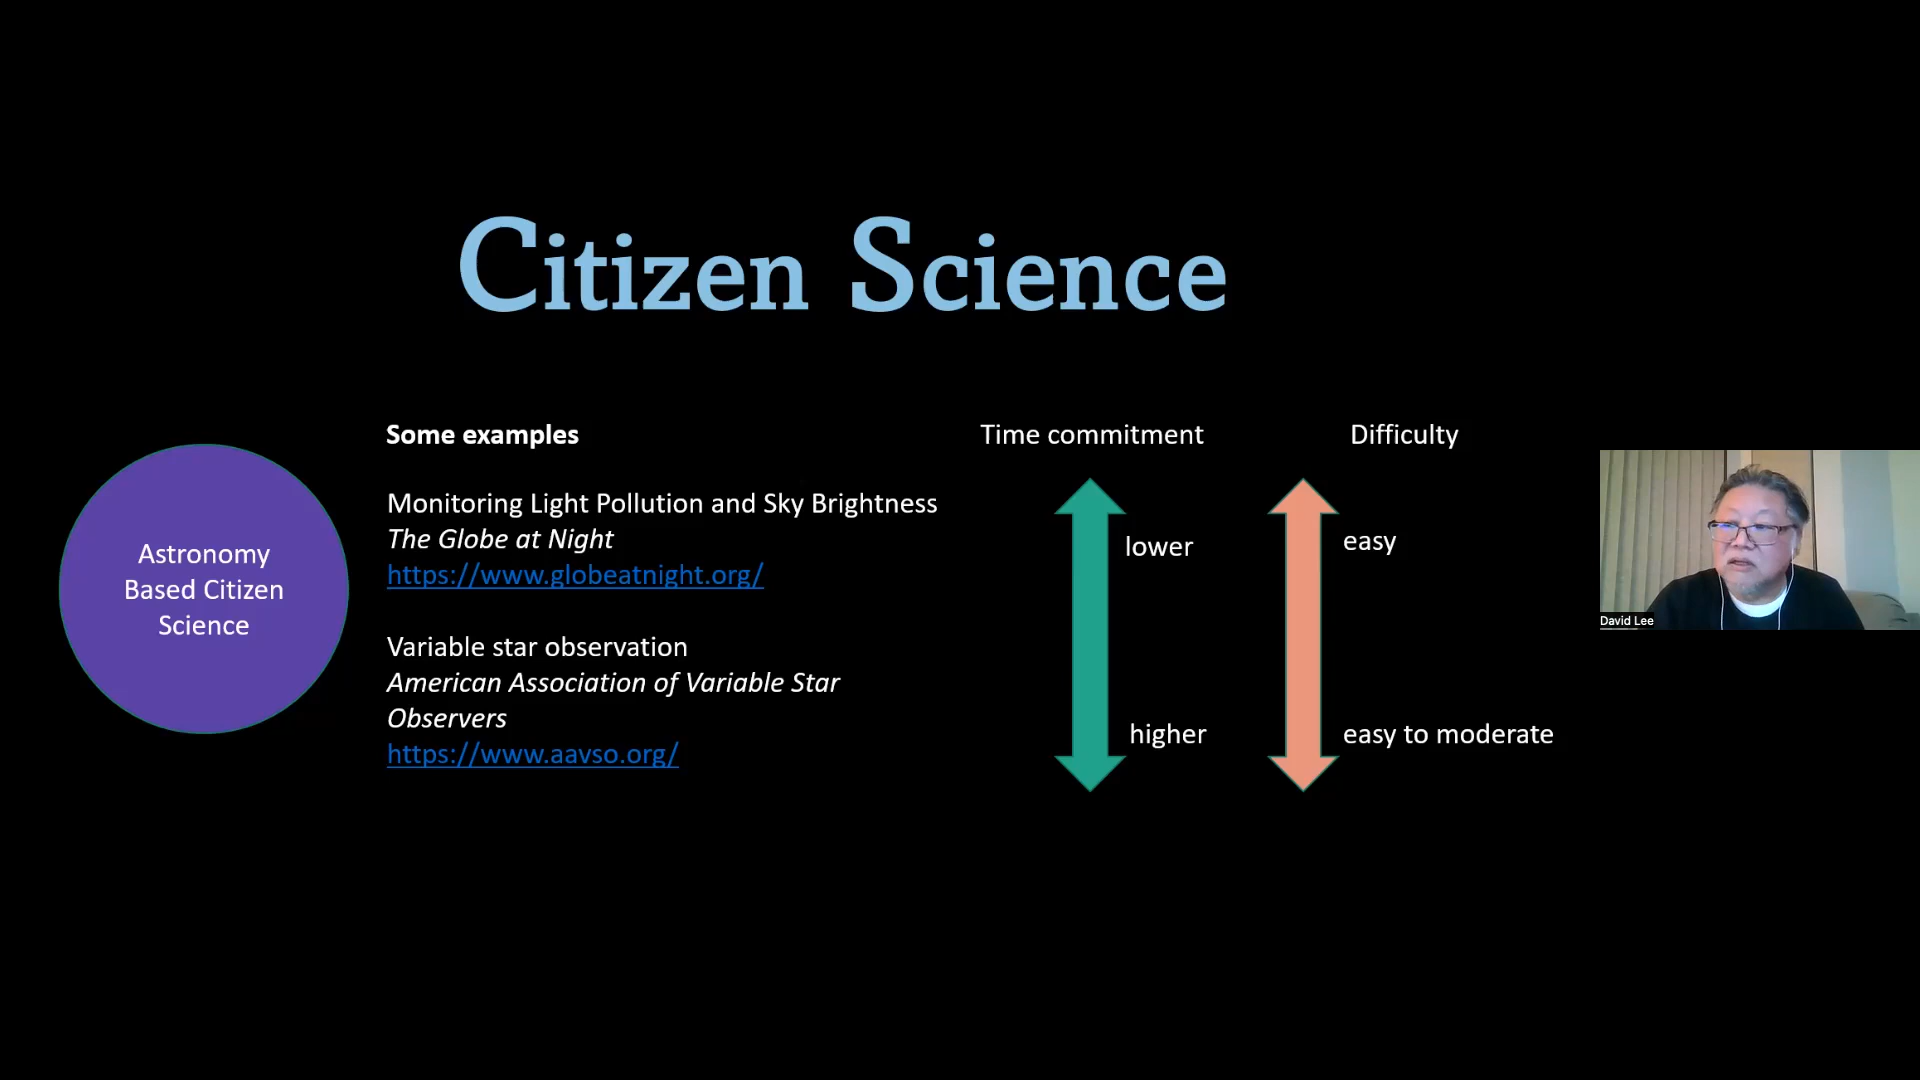 Citizen Science
Astronomy
Based Citizen
Science
Some examples
Monitoring Light Pollution and Sky Brightness
The Globe at Night
https://www.globeatnight.org/
Variable star observation
American Association of Variable Star
Observers
https://www.aavso.org/
Time commitment
lower
higher
Difficulty
easy
easy to moderate
David Lee